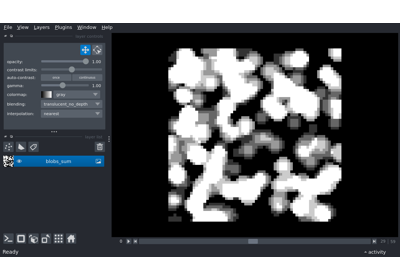 File View Layers Plugins Window Help
opacity: 1.00
contrast limits:
auto-contrast: once continuous
gamma: 1.00
colormap: gray
blending: translucent_no_depth
interpolation: nearest
blobs_sum
Ready
activity